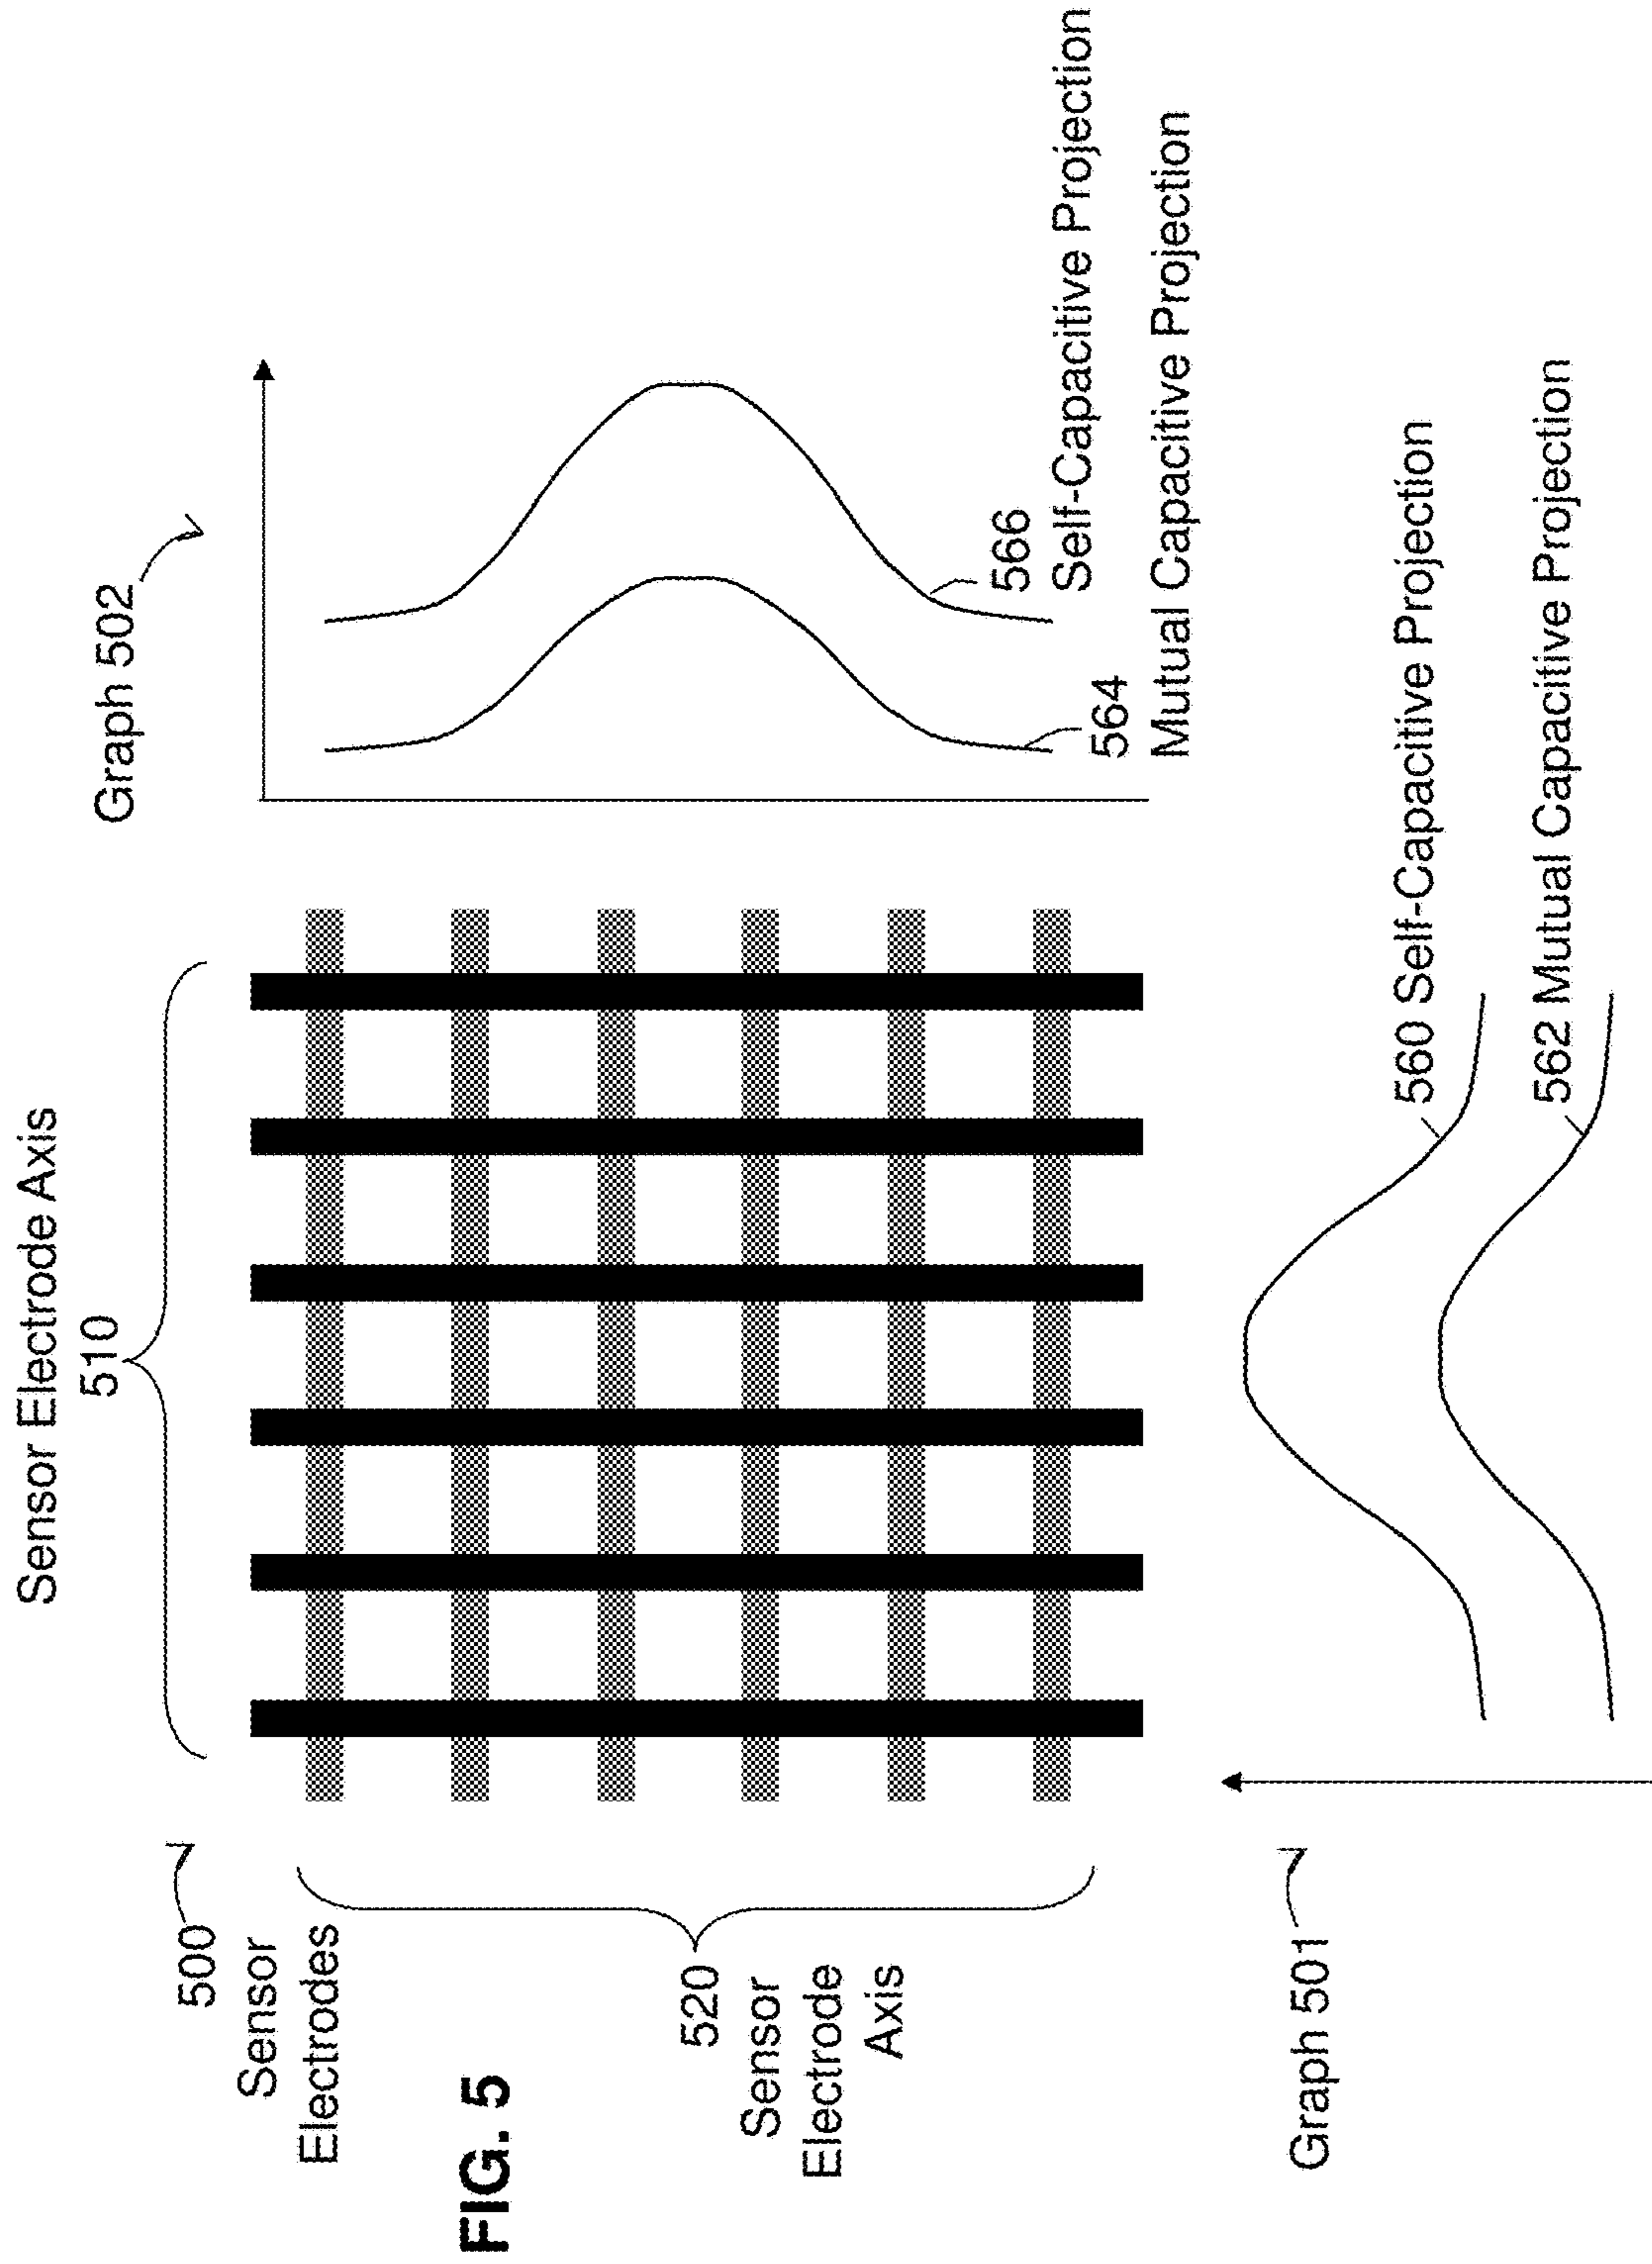 Sensor Electrode Axis
510
500
Sensor
Electrodes
Graph 502
520
Sensor
Electrode
Axis
566
Self-Capacitive Projection
564
Mutual Capacitive Projection
Graph 501
560 Self-Capacitive Projection
562 Mutual Capacitive Projection
FIG. 5